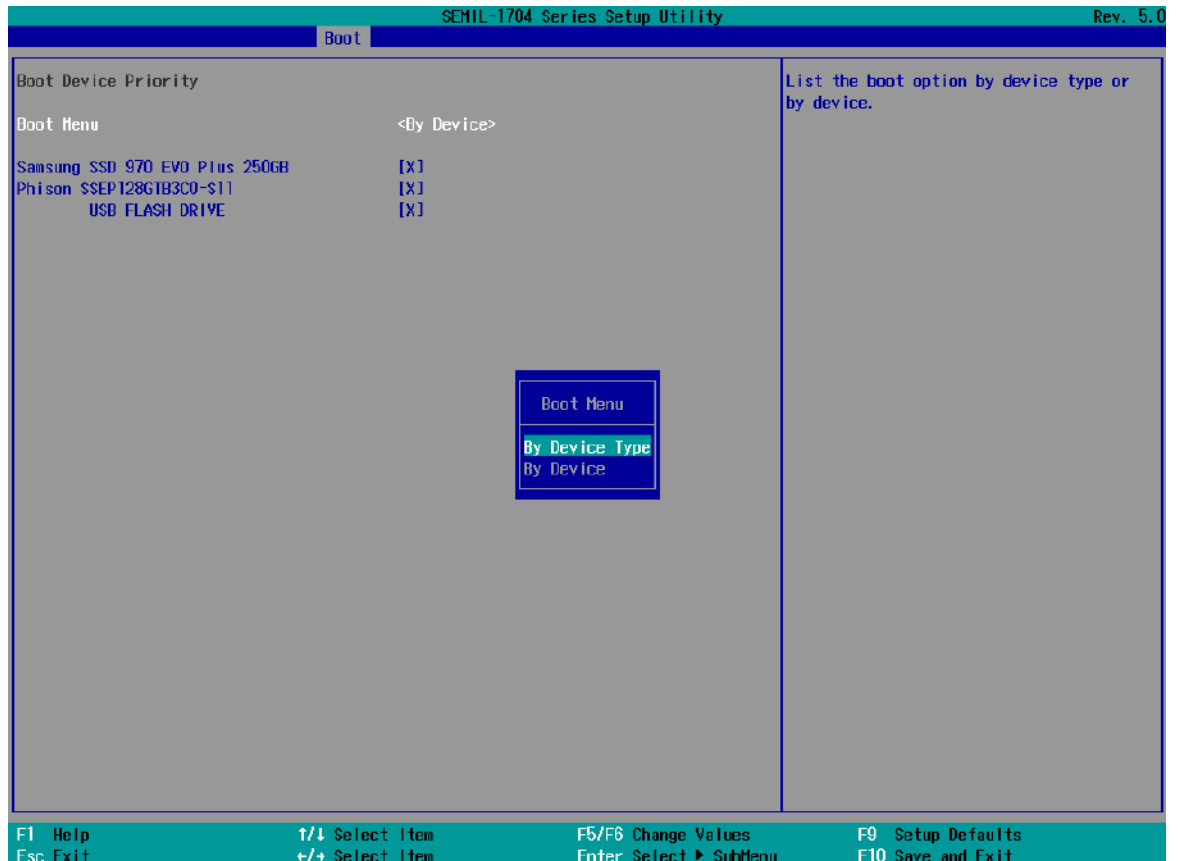 SEMIL-1704 Series Setup Utility Rev. 5.0
Boot
Boot Device Priority
Boot Menu <By Device>
Samsung SSD 970 EVO Plus 250GB [X]
Phison SSEP128GTB3C0-S11 [X]
USB FLASH DRIVE [X]
List the boot option by device type or
by device.
Boot Menu
By Device Type
By Device
F1 Help ↑/↓ Select Item F5/F6 Change Values F9 Setup Defaults
Esc Exit ←/→ Select Item Enter Select ▶ SubMenu F10 Save and Exit